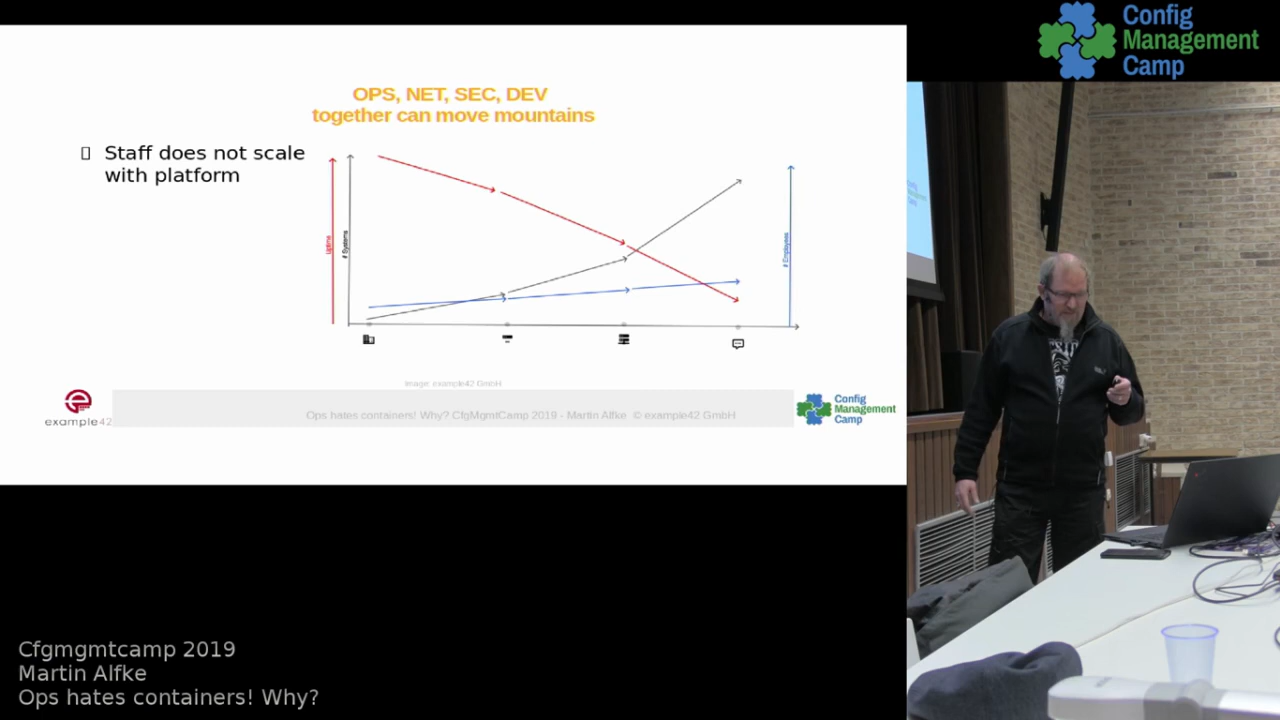 Config
Management
Camp
OPS, NET, SEC, DEV
together can move mountains
Staff does not scale
with platform
Uptime
# Systems
# Employees
Image: example42 GmbH
Ops hates containers! Why? CfgMgmtCamp 2019 - Martin Alfke © example42 GmbH
example42
Config
Management
Camp
Cfgmgmtcamp 2019
Martin Alfke
Ops hates containers! Why?